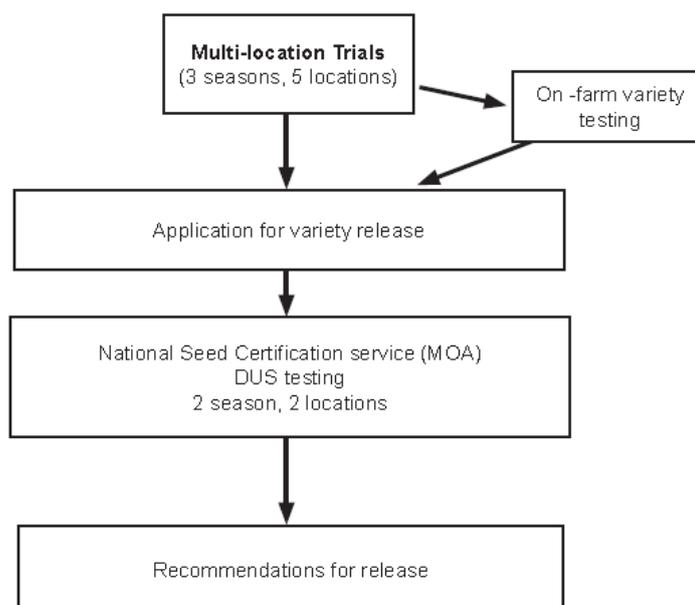 Multi-location Trials
(3 seasons, 5 locations)
On -farm variety
testing
Application for variety release
National Seed Certification service (MOA)
DUS testing
2 season, 2 locations
Recommendations for release